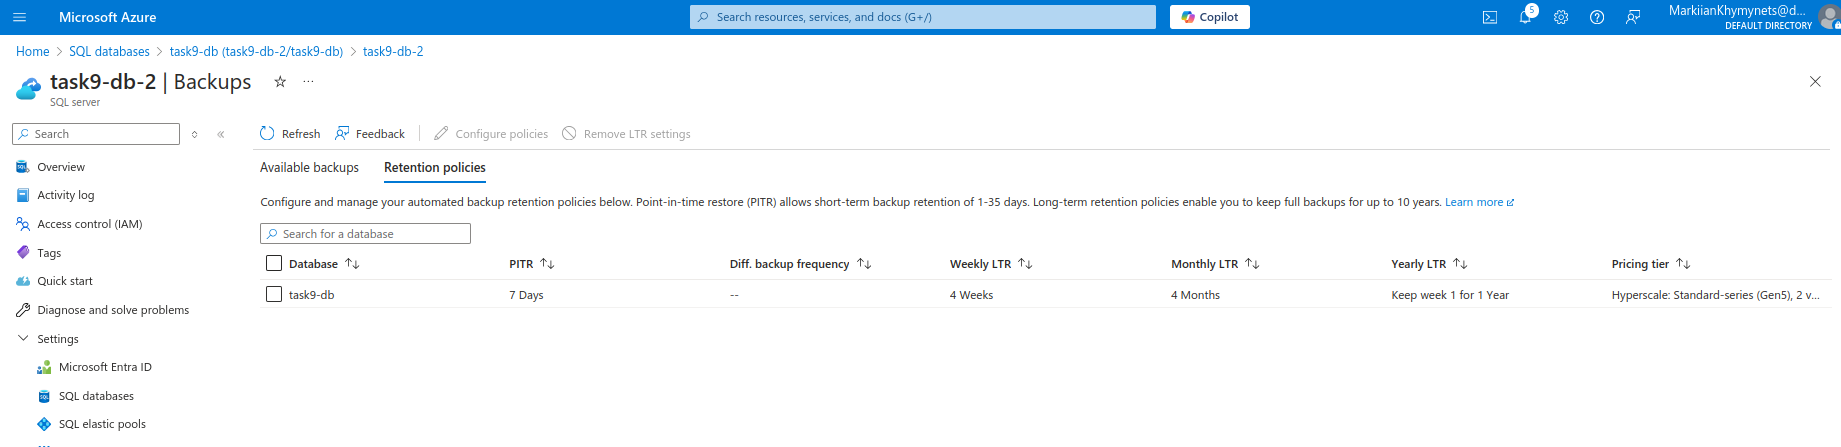 Microsoft Azure
Search resources, services, and docs (G+/)
Copilot
5
MarkiianKhymynets@d...
DEFAULT DIRECTORY
Home > SQL databases > task9-db (task9-db-2/task9-db) > task9-db-2
task9-db-2 | Backups
SQL server
Search
Overview
Activity log
Access control (IAM)
Tags
Quick start
Diagnose and solve problems
Settings
Microsoft Entra ID
SQL databases
SQL elastic pools
Refresh Feedback Configure policies Remove LTR settings
Available backups Retention policies
Configure and manage your automated backup retention policies below. Point-in-time restore (PITR) allows short-term backup retention of 1-35 days. Long-term retention policies enable you to keep full backups for up to 10 years. Learn more
Search for a database
Database PITR Diff. backup frequency Weekly LTR Monthly LTR Yearly LTR Pricing tier
task9-db 7 Days -- 4 Weeks 4 Months Keep week 1 for 1 Year Hyperscale: Standard-series (Gen5), 2 v...